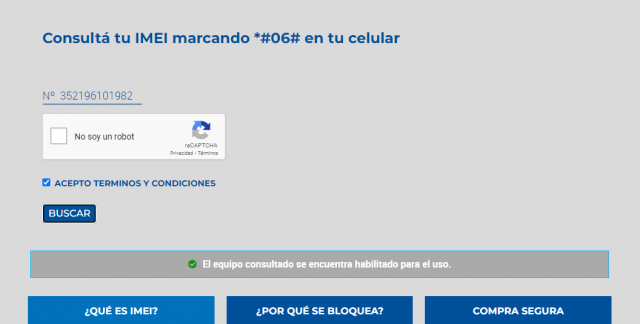 Consultá tu IMEI marcando *#06# en tu celular
Nº 352196101982
No soy un robot
reCAPTCHA
Privacidad - Términos
ACEPTO TERMINOS Y CONDICIONES
BUSCAR
El equipo consultado se encuentra habilitado para el uso.
¿QUÉ ES IMEI?
¿POR QUÉ SE BLOQUEA?
COMPRA SEGURA